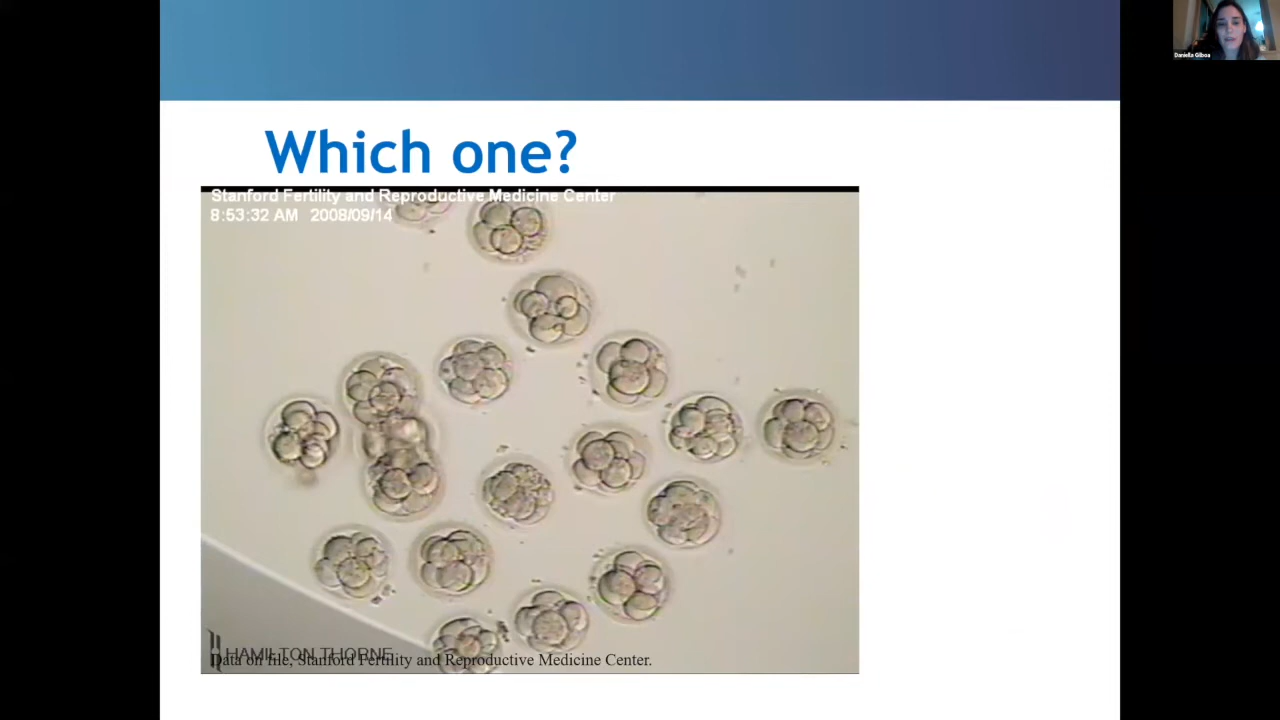 Daniella Gilboa
Which one?
Stanford Fertility and Reproductive Medicine Center
8:53:32 AM 2008/09/14
HAMILTON THORNE
Data on file, Stanford Fertility and Reproductive Medicine Center.